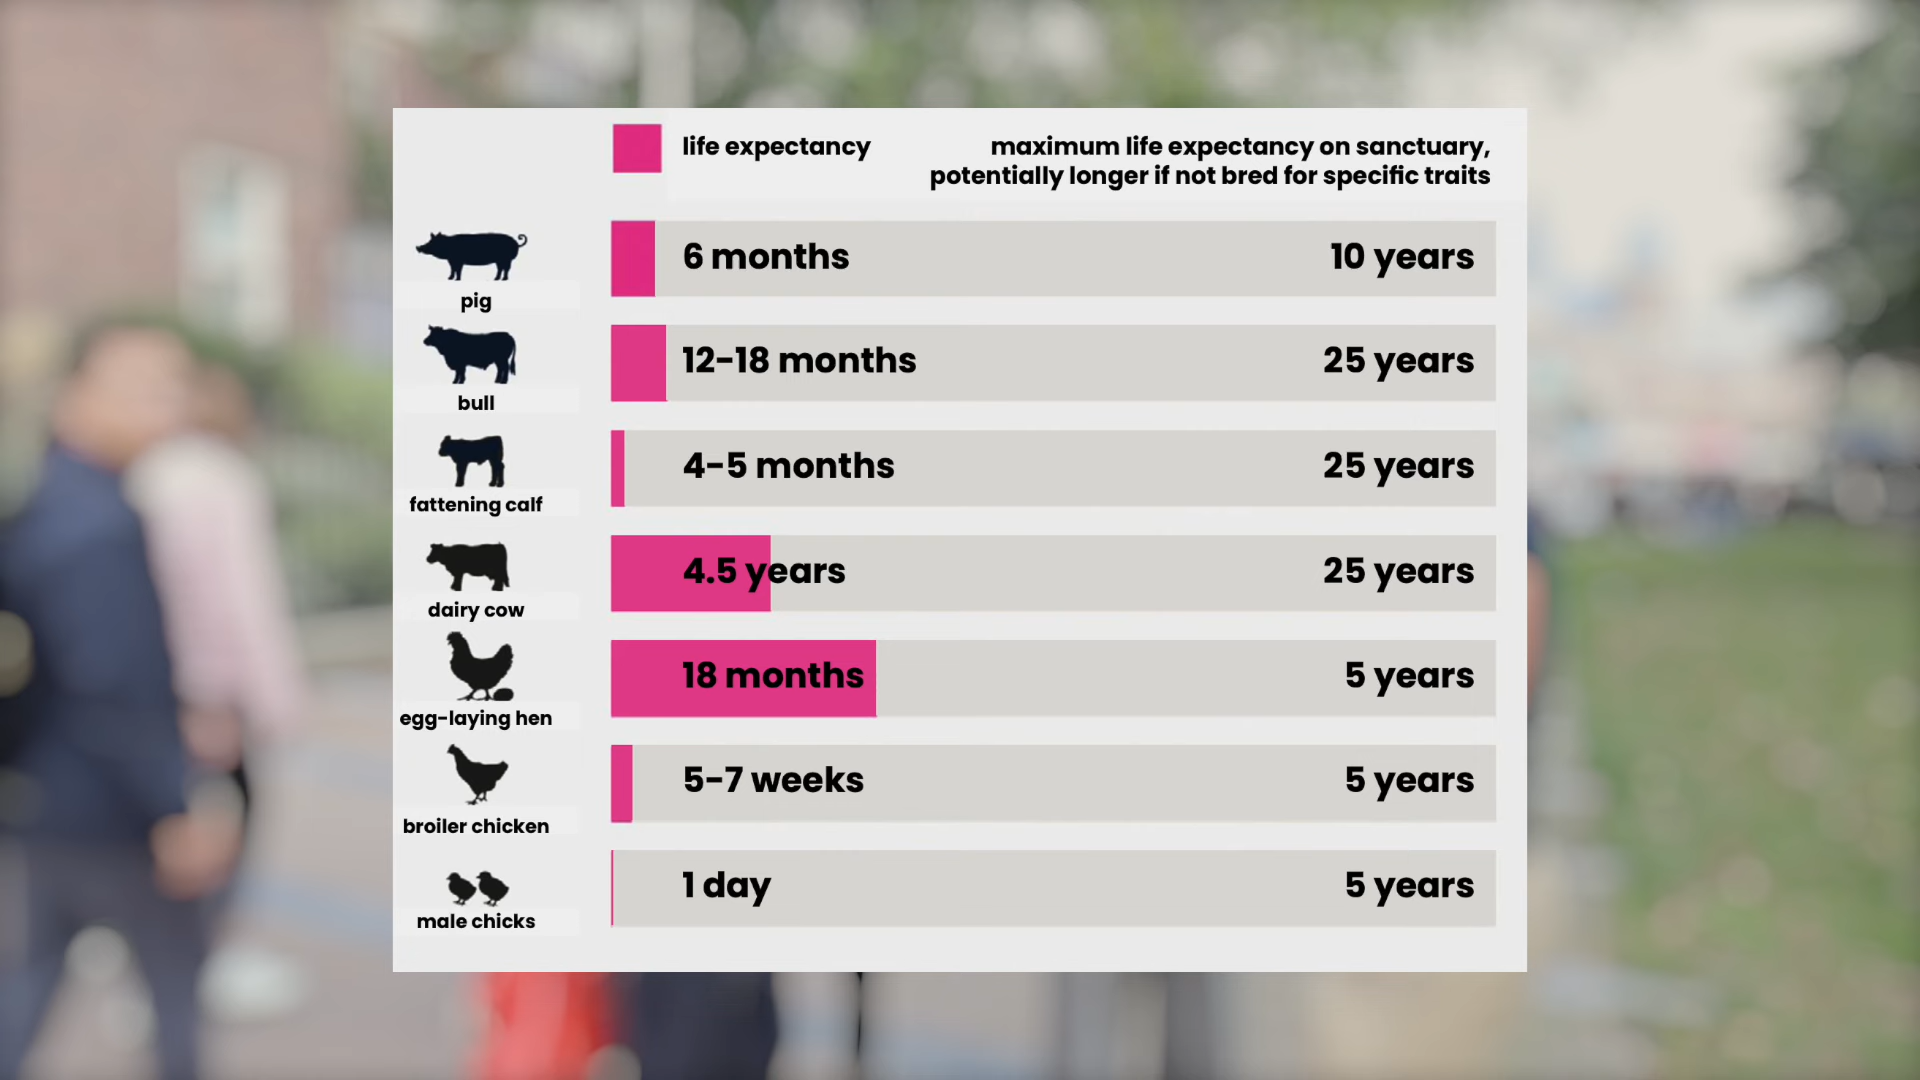 life expectancy
maximum life expectancy on sanctuary,
potentially longer if not bred for specific traits
6 months
10 years
pig
12-18 months
25 years
bull
4-5 months
25 years
fattening calf
4.5 years
25 years
dairy cow
18 months
5 years
egg-laying hen
5-7 weeks
5 years
broiler chicken
1 day
5 years
male chicks